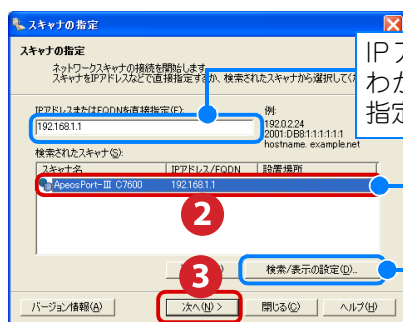 スキャナの指定
スキャナの指定
ネットワークスキャナの接続を開始します。
スキャナをIPアドレスなどで直接指定するか、検索されたスキャナから選択してく
IPア
わか
指定
IPアドレスまたはFQDNを直接指定(F):
192.168.1.1
例:
192.0.2.24
2001:DB8:1:1:1:1:1:1
hostname. example.net
検索されたスキャナ(S):
スキャナ名 IPアドレス/FQDN 設置場所
ApeosPort-III C7600 192.168.1.1
2
3
検索/表示の設定(D)...
バージョン情報(A) 次へ(N) > 閉じる(C) ヘルプ(H)